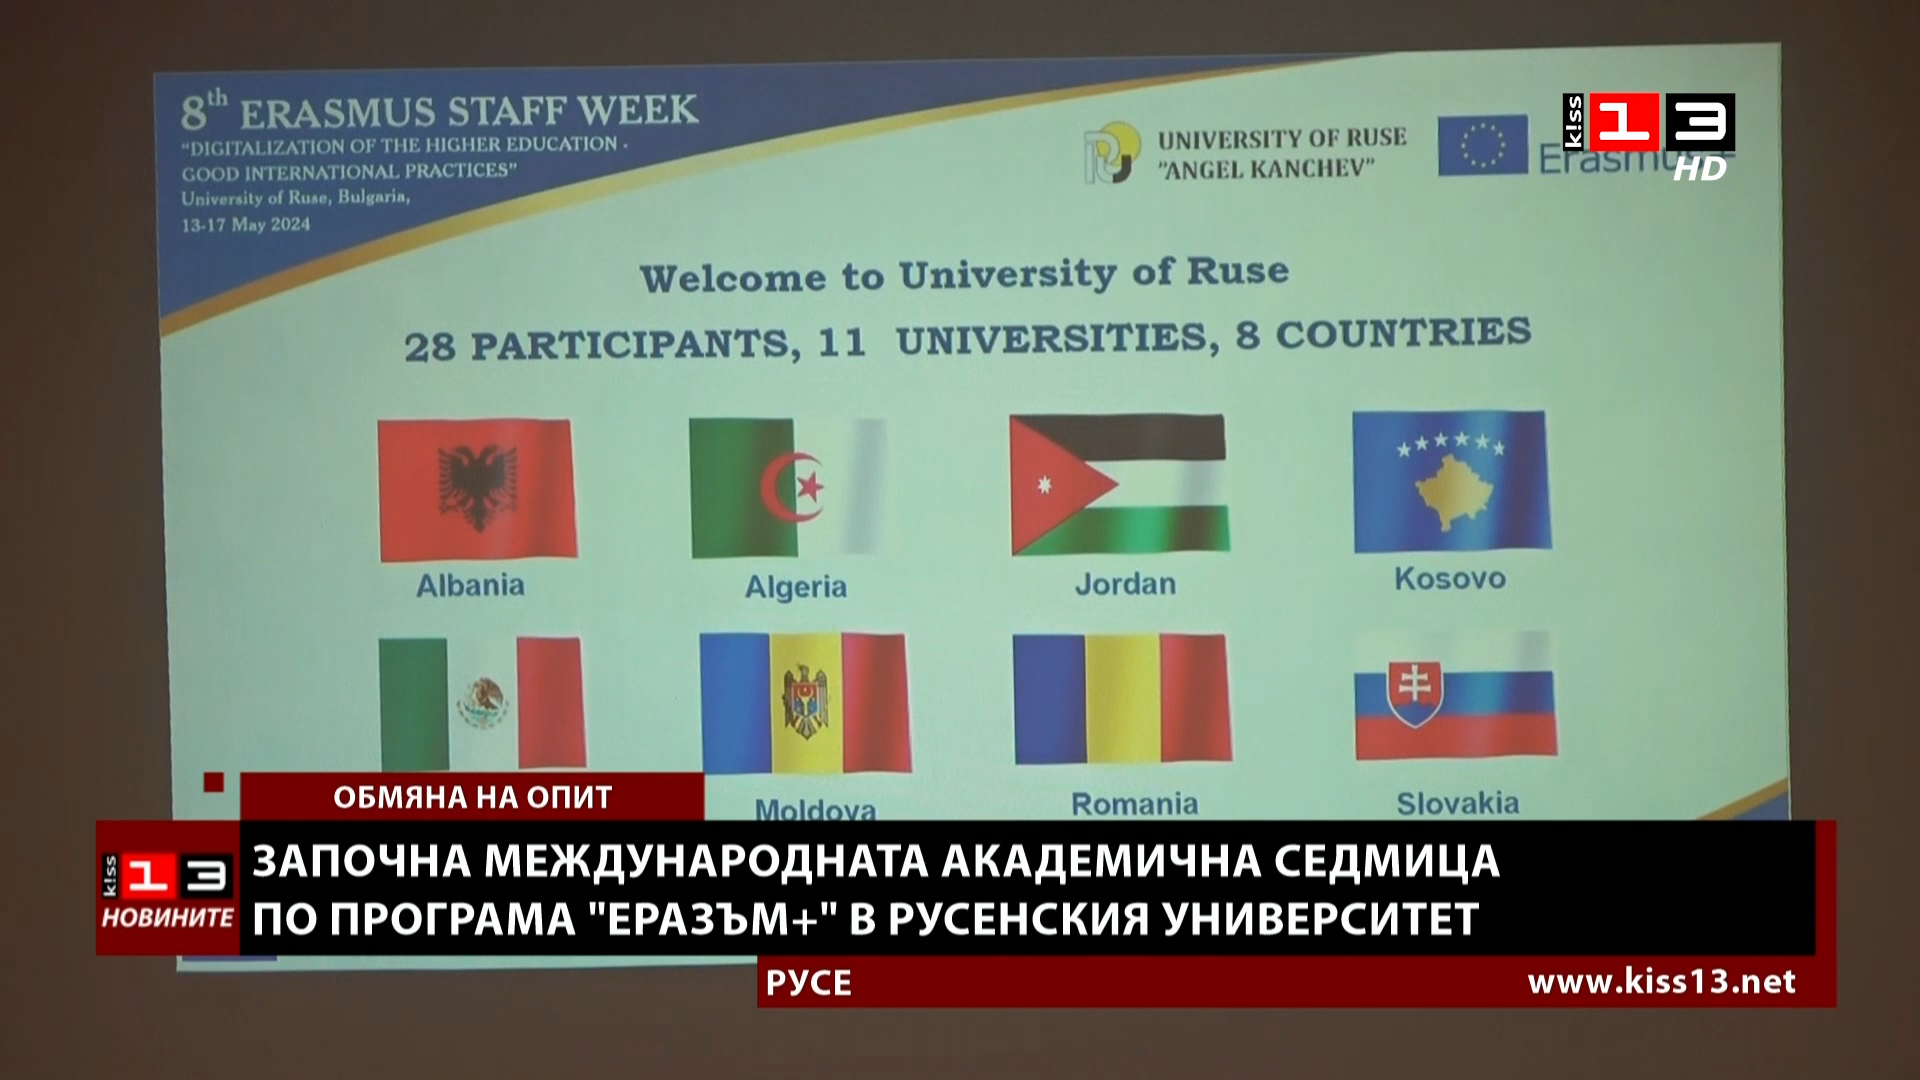 8th ERASMUS STAFF WEEK
"DIGITALIZATION OF THE HIGHER EDUCATION -
GOOD INTERNATIONAL PRACTICES"
University of Ruse, Bulgaria,
13-17 May 2024
UNIVERSITY OF RUSE
"ANGEL KANCHEV"
Erasmus+
kiss 13
HD
Welcome to University of Ruse
28 PARTICIPANTS, 11 UNIVERSITIES, 8 COUNTRIES
Albania
Algeria
Jordan
Kosovo
Moldova
Romania
Slovakia
ОБМЯНА НА ОПИТ
kiss 13
НОВИНИТЕ
ЗАПОЧНА МЕЖДУНАРОДНАТА АКАДЕМИЧНА СЕДМИЦА
ПО ПРОГРАМА "ЕРАЗЪМ+" В РУСЕНСКИЯ УНИВЕРСИТЕТ
РУСЕ
www.kiss13.net